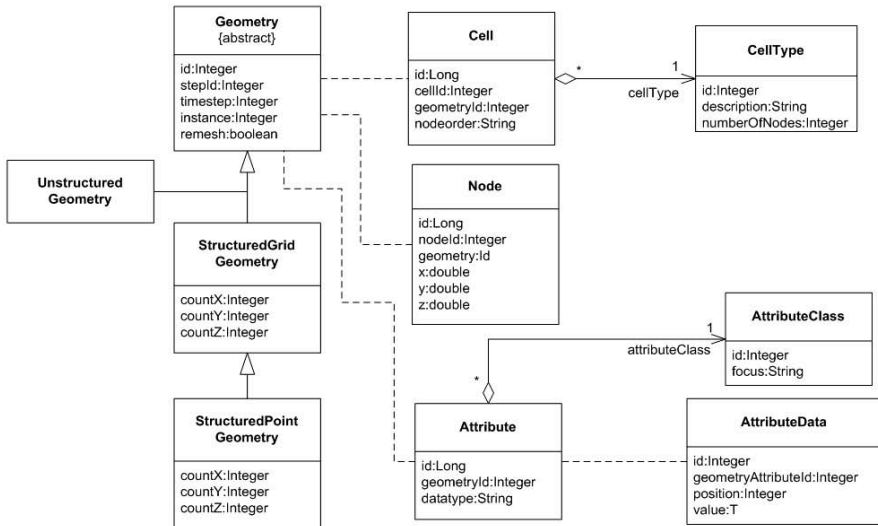 Geometry
{abstract}
id:Integer
stepId:Integer
timestep:Integer
instance:Integer
remesh:boolean
Cell
id:Long
cellId:Integer
geometryId:Integer
nodeorder:String
*
1
cellType
CellType
id:Integer
description:String
numberOfNodes:Integer
Unstructured
Geometry
Node
id:Long
nodeId:Integer
geometry:Id
x:double
y:double
z:double
StructuredGrid
Geometry
countX:Integer
countY:Integer
countZ:Integer
AttributeClass
id:Integer
focus:String
1
attributeClass
*
StructuredPoint
Geometry
countX:Integer
countY:Integer
countZ:Integer
Attribute
id:Long
geometryId:Integer
datatype:String
AttributeData
id:Integer
geometryAttributeId:Integer
position:Integer
value:T